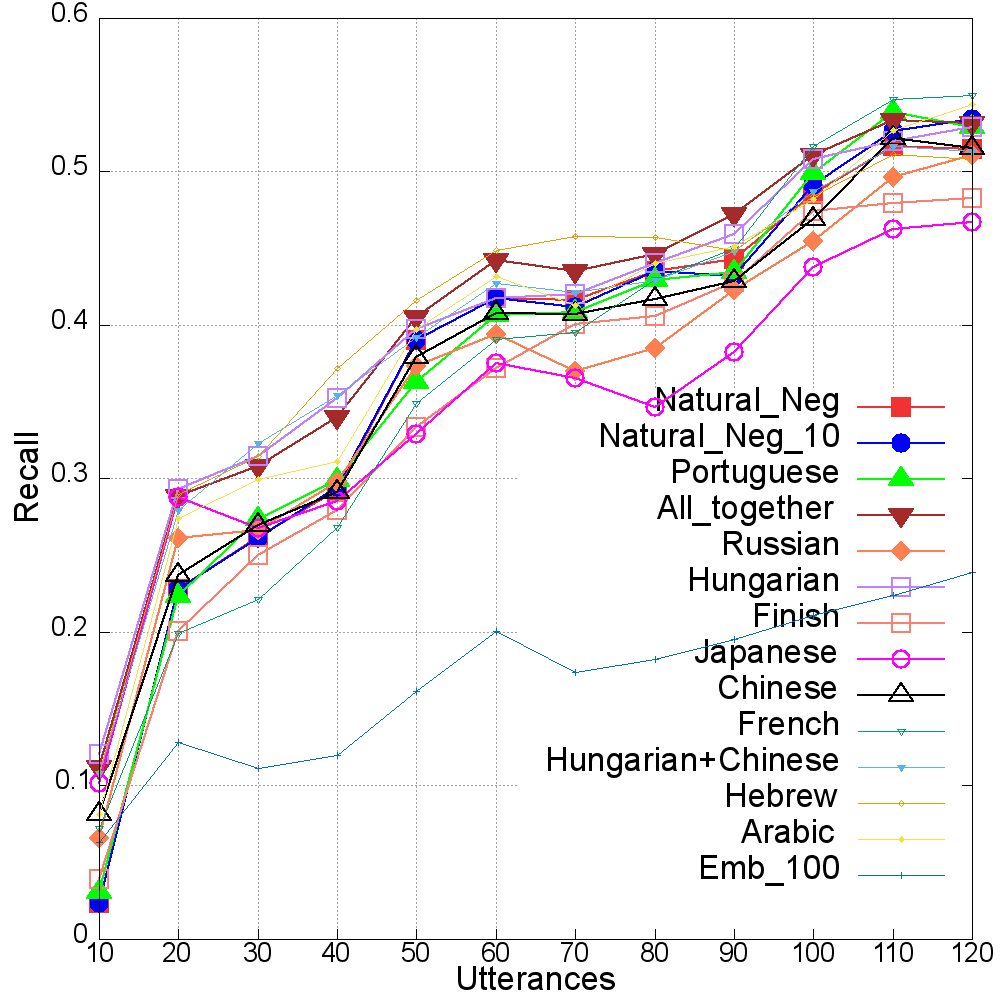 0.6
0.5
0.4
0.3
0.2
0.1
0
Recall
Natural_Neg
Natural_Neg_10
Portuguese
All_together
Russian
Hungarian
Finish
Japanese
Chinese
French
Hungarian+Chinese
Hebrew
Arabic
Emb_100
10 20 30 40 50 60 70 80 90 100 110 120
Utterances